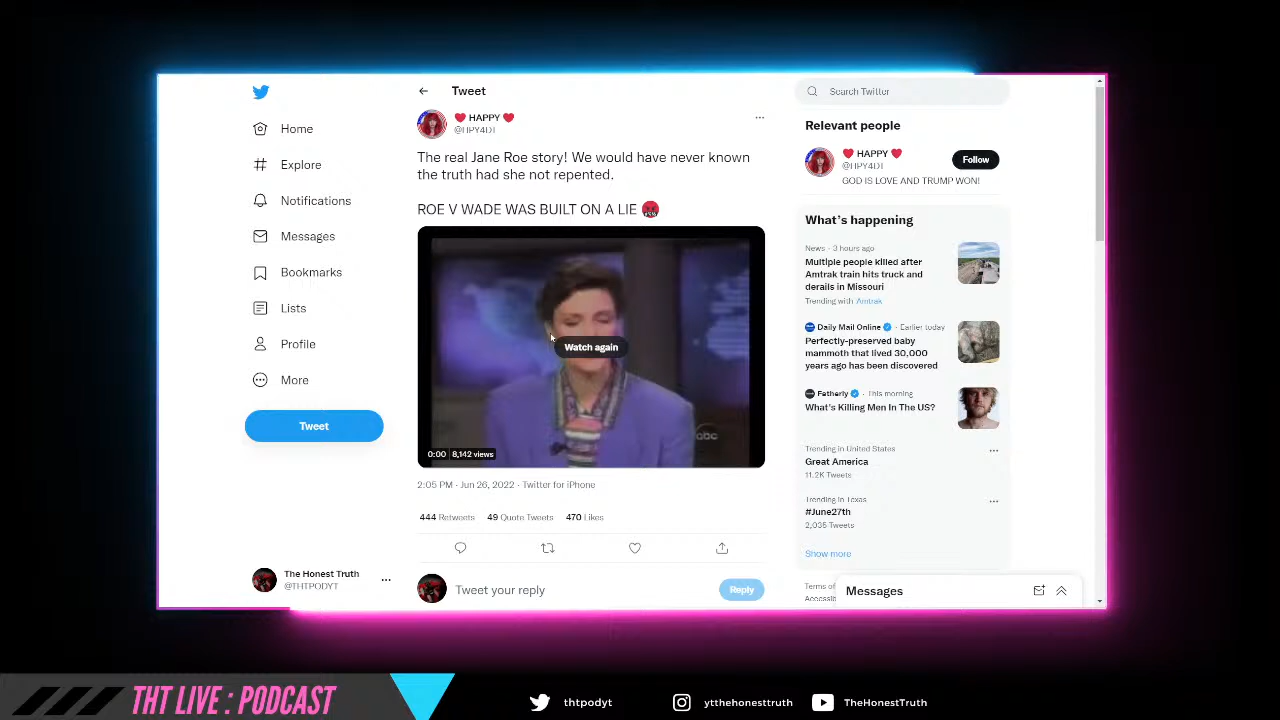 Tweet
HAPPY
@HPY4DT
The real Jane Roe story! We would have never known
the truth had she not repented.
ROE V WADE WAS BUILT ON A LIE
Watch again
abc
0:00 8,142 views
2:05 PM · Jun 26, 2022 · Twitter for iPhone
444 Retweets 49 Quote Tweets 470 Likes
Tweet your reply
Reply
Home
Explore
Notifications
Messages
Bookmarks
Lists
Profile
More
Tweet
The Honest Truth
@THTPODYT
Search Twitter
Relevant people
HAPPY
@HPY4DT
Follow
GOD IS LOVE AND TRUMP WON!
What's happening
News · 3 hours ago
Multiple people killed after
Amtrak train hits truck and
derails in Missouri
Trending with Amtrak
Daily Mail Online · Earlier today
Perfectly-preserved baby
mammoth that lived 30,000
years ago has been discovered
Fatherly · This morning
What's Killing Men In The US?
Trending in United States
Great America
11.2K Tweets
Trending in Texas
#June27th
2,035 Tweets
Show more
Terms of
Messages
THT LIVE : PODCAST
thtpodyt
ytthehonesttruth
TheHonestTruth